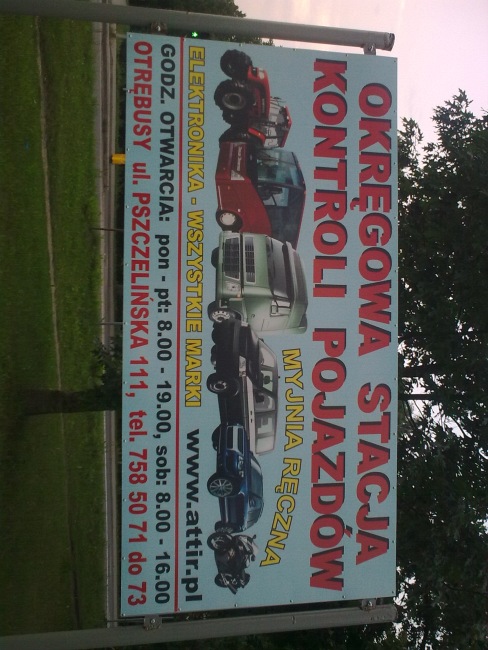 OKRĘGOWA STACJA
KONTROLI POJAZDÓW
MYJNIA RĘCZNA
ELEKTRONIKA - WSZYSTKIE MARKI
www.attir.pl
GODZ. OTWARCIA: pon - pt: 8.00 - 19.00, sob: 8.00 - 16.00
OTRĘBUSY ul. PSZCZELIŃSKA 111, tel. 758 50 71 do 73